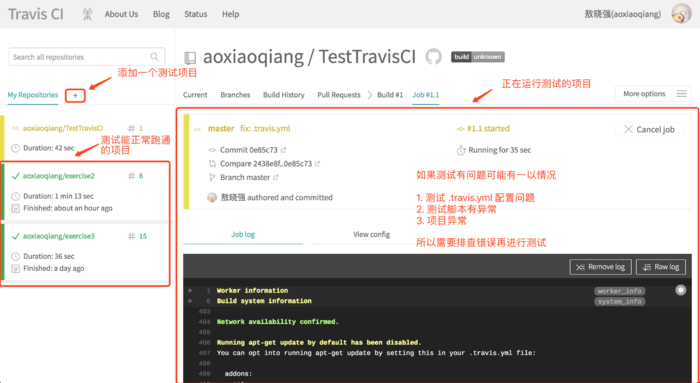 Travis CI
About Us
Blog
Status
Help
敖晓强(aoxiaoqiang)
Search all repositories
添加一个测试项目
My Repositories
+
aoxiaoqiang/TestTravisCI
# 1
Duration: 42 sec
测试能正常跑通
的项目
aoxiaoqiang/exercise2
# 6
Duration: 1 min 13 sec
Finished: about an hour ago
aoxiaoqiang/exercise3
# 15
Duration: 36 sec
Finished: a day ago
aoxiaoqiang / TestTravisCI
build unknown
正在运行测试的项目
Current
Branches
Build History
Pull Requests
Build #1
Job #1.1
More options
master fix: .travis.yml
#1.1 started
Cancel job
Commit 0e85c73
Running for 35 sec
Compare 2438e8f..0e85c73
Branch master
敖晓强 authored and committed
如果测试有问题可能有一以情况
1. 测试 .travis.yml 配置问题
2. 测试脚本有异常
3. 项目异常
所以需要排查错误再进行测试
Job log
View config
Remove log
Raw log
1 Worker information
worker_info
6 Build system information
system_info
403
404 Network availability confirmed.
405
406 Running apt-get update by default has been disabled.
407 You can opt into running apt-get update by setting this in your .travis.yml file:
408
409 addons: